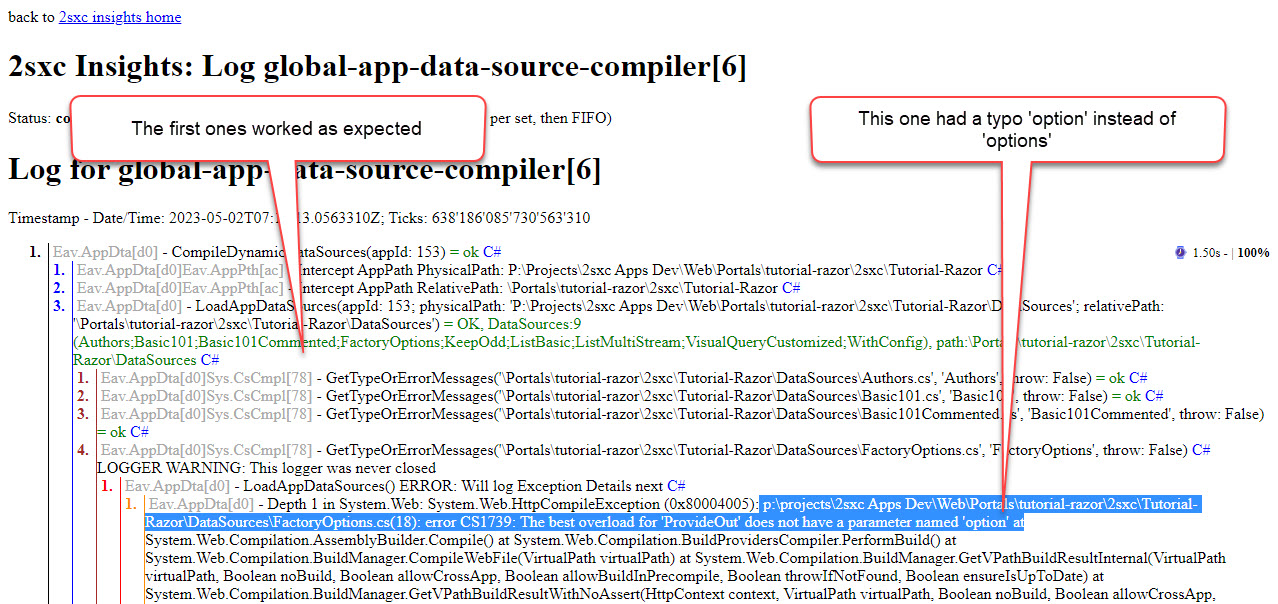 back to 2sxc insights home
2sxc Insights: Log global-app-data-source-compiler[6]
The first ones worked as expected
This one had a typo 'option' instead of
'options'
Status: co per set, then FIFO)
Log for global-app- ata-source-compiler[6]
Timestamp - Date/Time: 2023-05-02T07: 13.0563310Z; Ticks: 638'186'085'730'563'310
1. Eav.AppDta[d0] - CompileDynamic ataSources(appId: 153) = ok C# 1.50s - | 100%
1. Eav.AppDta[d0]Eav.AppPth[ac] Intercept AppPath PhysicalPath: P:\Projects\2sxc Apps Dev\Web\Portals\tutorial-razor\2sxc\Tutorial-Razor C#
2. Eav.AppDta[d0]Eav.AppPth[ac] Intercept AppPath RelativePath: \Portals\tutorial-razor\2sxc\Tutorial-Razor C#
3. Eav.AppDta[d0] - LoadAppDataSources(appId: 153; physicalPath: 'P:\Projects\2sxc Apps Dev\Web\Portals\tutorial-razor\2sxc\Tutorial-Razor\DataSources'; relativePath:
'\Portals\tutorial-razor\2sxc\Tutorial-Razor\DataSources') = OK, DataSources:9
(Authors;Basic101;Basic101Commented;FactoryOptions;KeepOdd;ListBasic;ListMultiStream;VisualQueryCustomized;WithConfig), path:\Portals\tutorial-razor\2sxc\Tutorial-
Razor\DataSources C#
1. Eav.AppDta[d0]Sys.CsCmpl[78] - GetTypeOrErrorMessages('\Portals\tutorial-razor\2sxc\Tutorial-Razor\DataSources\Authors.cs', 'Authors', throw: False) = ok C#
2. Eav.AppDta[d0]Sys.CsCmpl[78] - GetTypeOrErrorMessages('\Portals\tutorial-razor\2sxc\Tutorial-Razor\DataSources\Basic101.cs', 'Basic101', throw: False) = ok C#
3. Eav.AppDta[d0]Sys.CsCmpl[78] - GetTypeOrErrorMessages('\Portals\tutorial-razor\2sxc\Tutorial-Razor\DataSources\Basic101Commented.cs', 'Basic101Commented', throw: False)
= ok C#
4. Eav.AppDta[d0]Sys.CsCmpl[78] - GetTypeOrErrorMessages('\Portals\tutorial-razor\2sxc\Tutorial-Razor\DataSources\FactoryOptions.cs', 'FactoryOptions', throw: False) C#
LOGGER WARNING: This logger was never closed
1. Eav.AppDta[d0] - LoadAppDataSources() ERROR: Will log Exception Details next C#
1. Eav.AppDta[d0] - Depth 1 in System.Web: System.Web.HttpCompileException (0x80004005): p:\projects\2sxc Apps Dev\Web\Portals\tutorial-razor\2sxc\Tutorial-
Razor\DataSources\FactoryOptions.cs(18): error CS1739: The best overload for 'ProvideOut' does not have a parameter named 'option' at
System.Web.Compilation.AssemblyBuilder.Compile() at System.Web.Compilation.BuildProvidersCompiler.PerformBuild() at
System.Web.Compilation.BuildManager.CompileWebFile(VirtualPath virtualPath) at System.Web.Compilation.BuildManager.GetVPathBuildResultInternal(VirtualPath
virtualPath, Boolean noBuild, Boolean allowCrossApp, Boolean allowBuildInPrecompile, Boolean throwIfNotFound, Boolean ensureIsUpToDate) at
System.Web.Compilation.BuildManager.GetVPathBuildResultWithNoAssert(HttpContext context, VirtualPath virtualPath, Boolean noBuild, Boolean allowCrossApp,